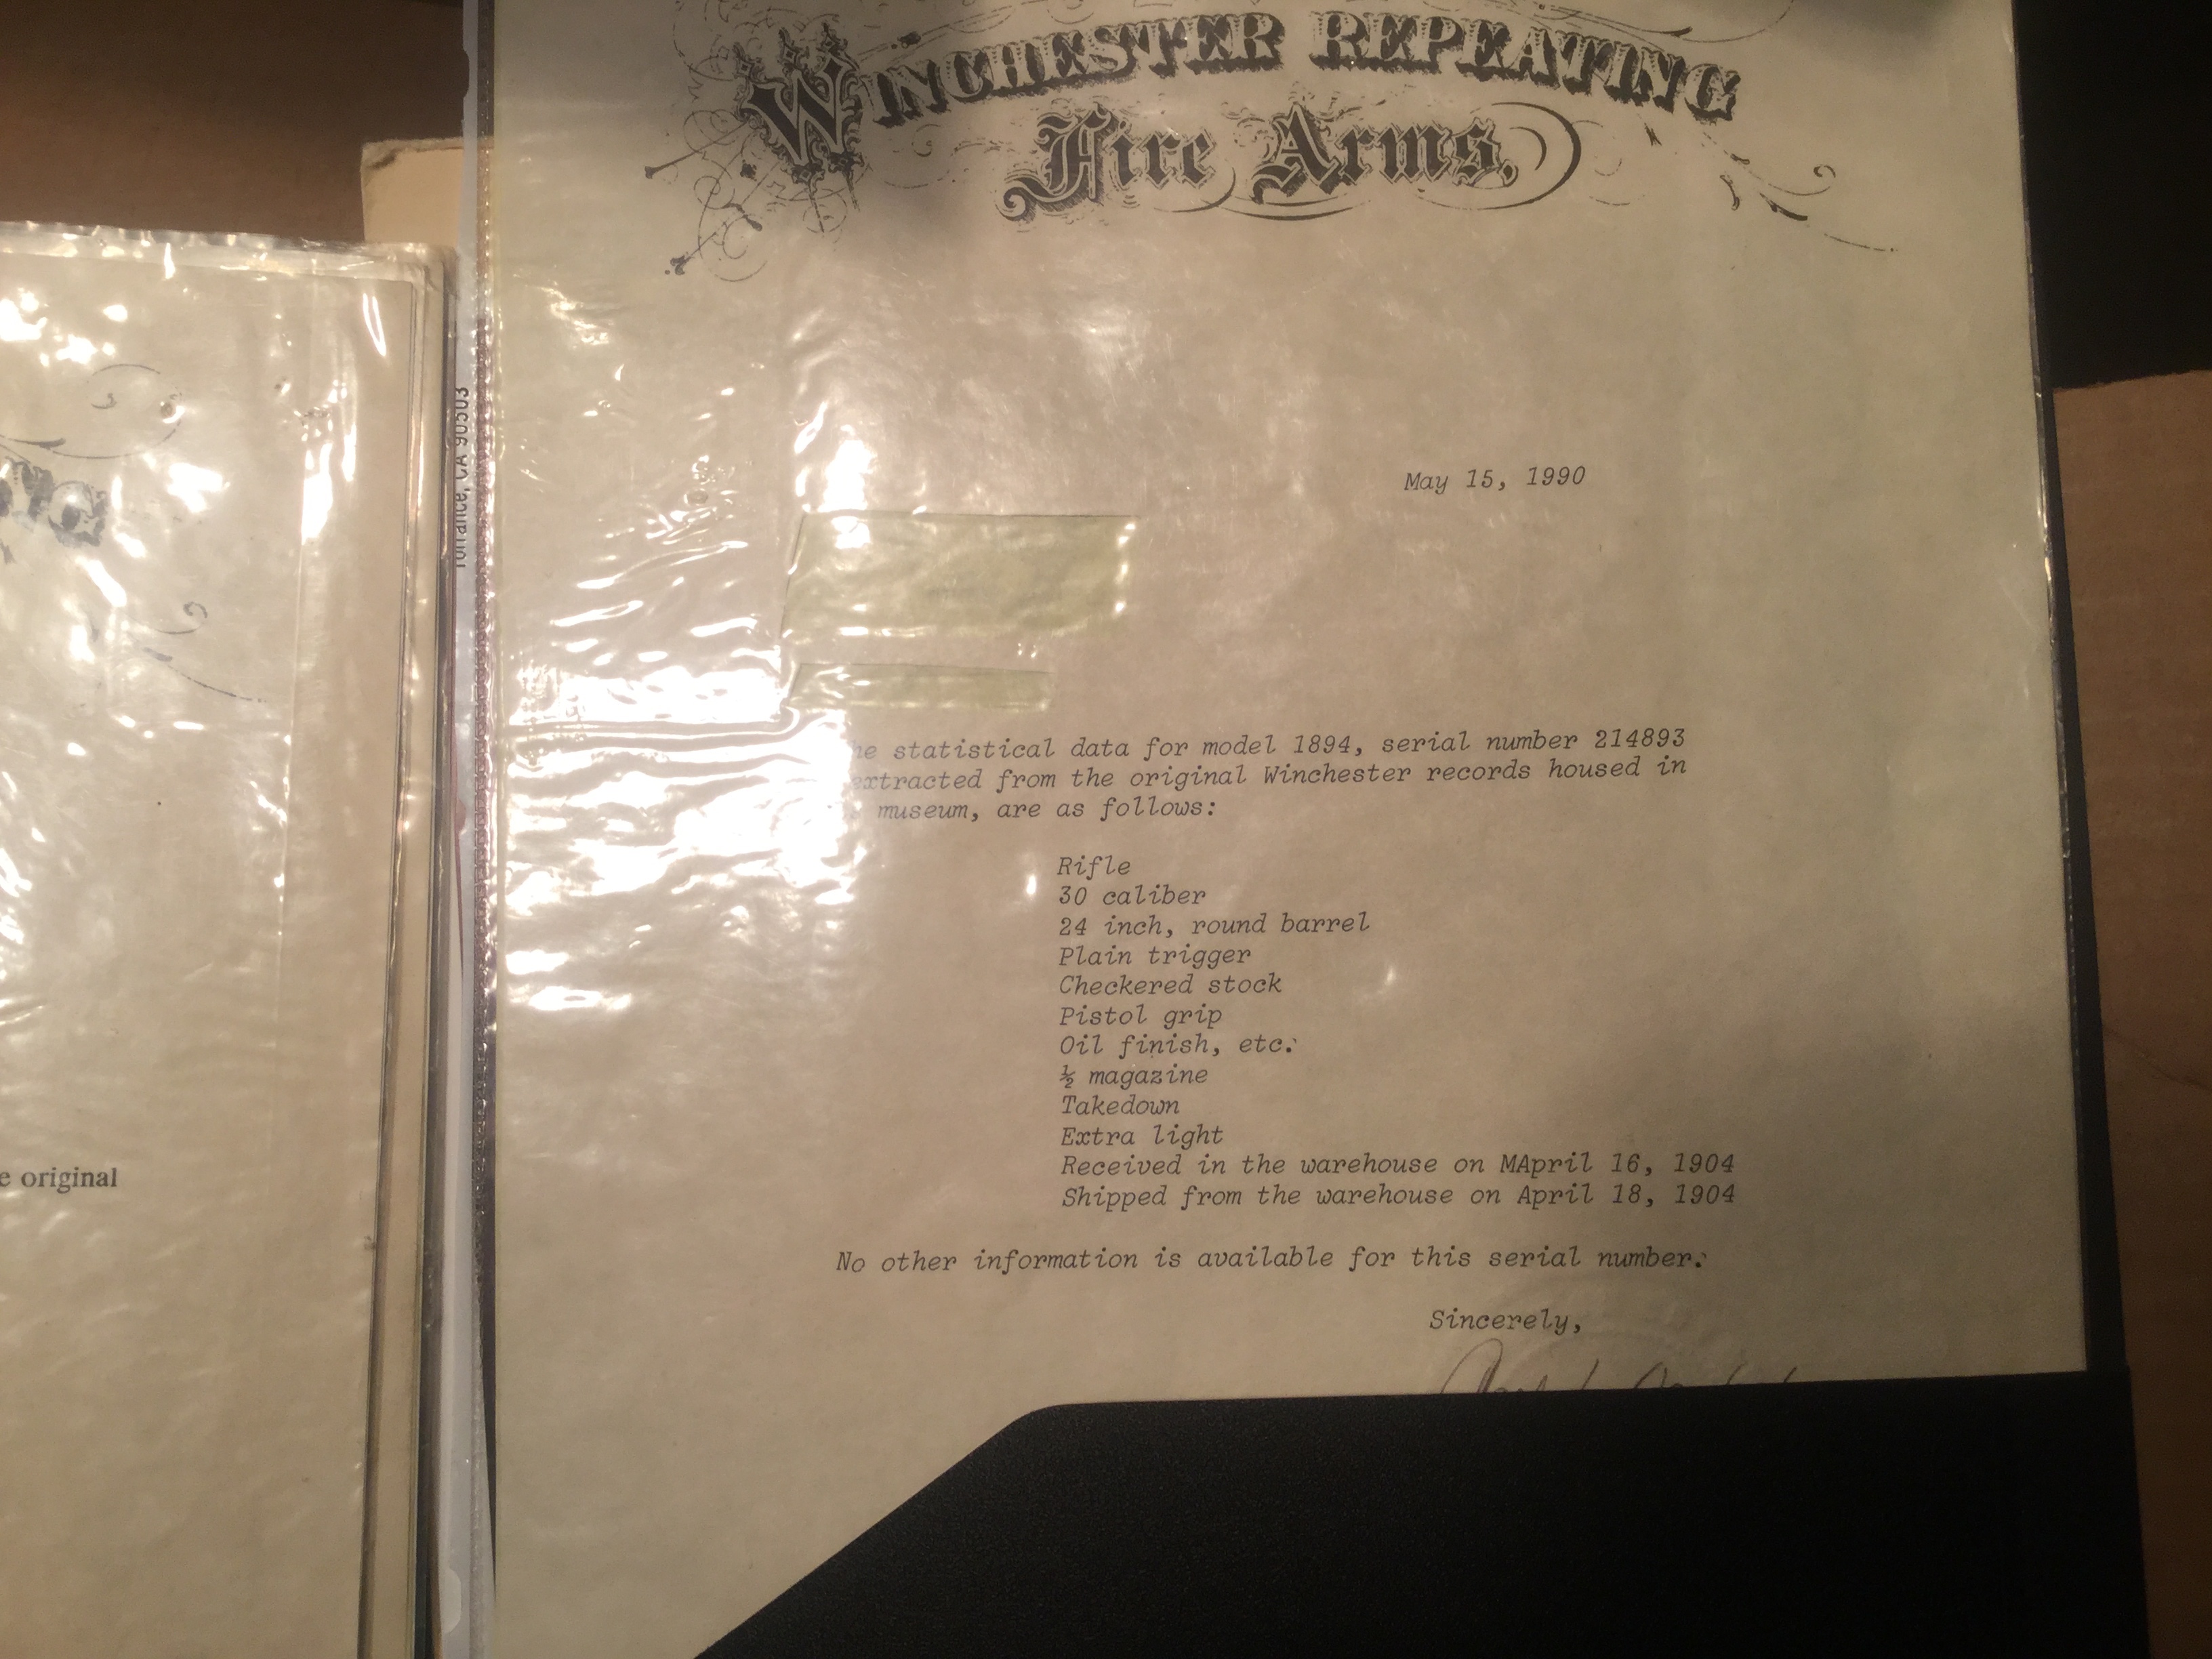 WINCHESTER REPEATING
Fire Arms,
May 15, 1990
he statistical data for model 1894, serial number 214893
extracted from the original Winchester records housed in
museum, are as follows:
Rifle
30 caliber
24 inch, round barrel
Plain trigger
Checkered stock
Pistol grip
Oil finish, etc.
½ magazine
Takedown
Extra light
Received in the warehouse on MApril 16, 1904
Shipped from the warehouse on April 18, 1904
No other information is available for this serial number.
Sincerely,
Torrance, CA 90503
e original